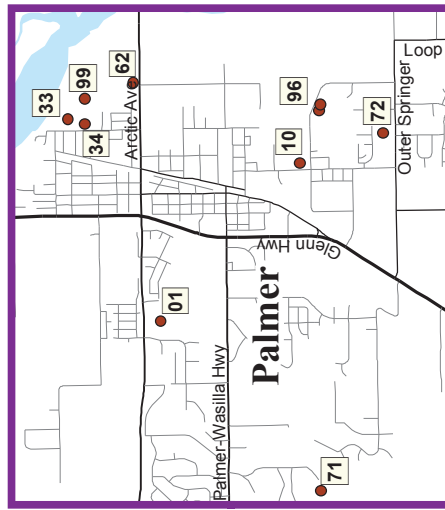 33
99
34
62
Arctic Ave
96
10
72
Outer Springer Loop
Glenn Hwy
01
Palmer
Palmer-Wasilla Hwy
71